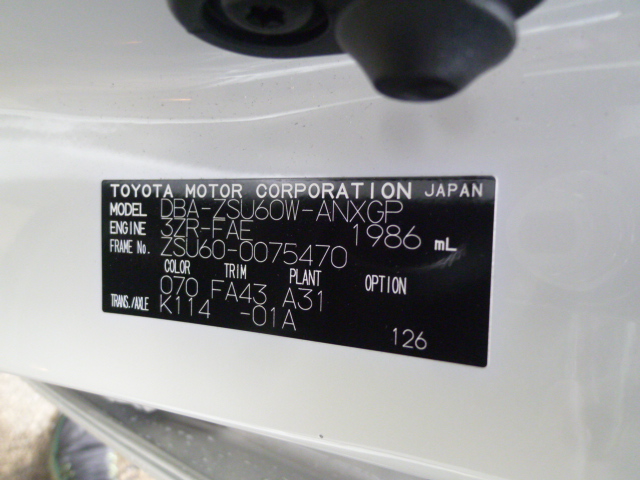 TOYOTA MOTOR CORPORATION JAPAN
MODEL DBA-ZSU60W-ANXGP
ENGINE 3ZR-FAE 1986 mL
FRAME No. ZSU60-0075470
COLOR TRIM PLANT OPTION
070 FA43 A31
TRANS./AXLE K114 -01A
126